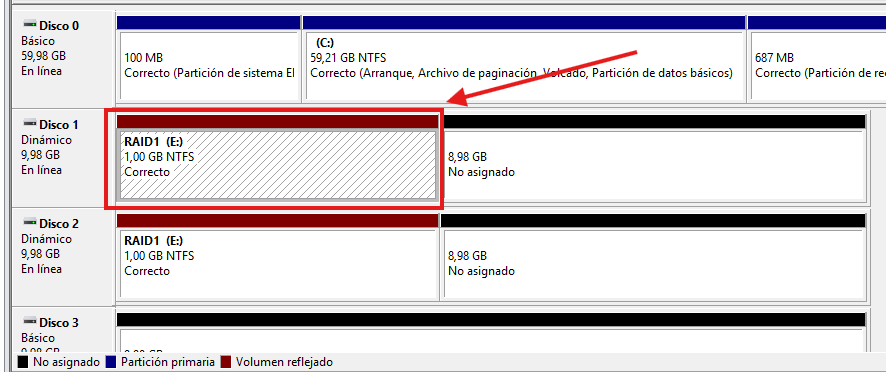 Disco 0
Básico
59,98 GB
En línea
100 MB
Correcto (Partición de sistema EI
(C:)
59,21 GB NTFS
Correcto (Arranque, Archivo de paginación, Volcado, Partición de datos básicos)
687 MB
Correcto (Partición de re
Disco 1
Dinámico
9,98 GB
En línea
RAID1 (E:)
1,00 GB NTFS
Correcto
8,98 GB
No asignado
Disco 2
Dinámico
9,98 GB
En línea
RAID1 (E:)
1,00 GB NTFS
Correcto
8,98 GB
No asignado
Disco 3
Básico
No asignado Partición primaria Volumen reflejado